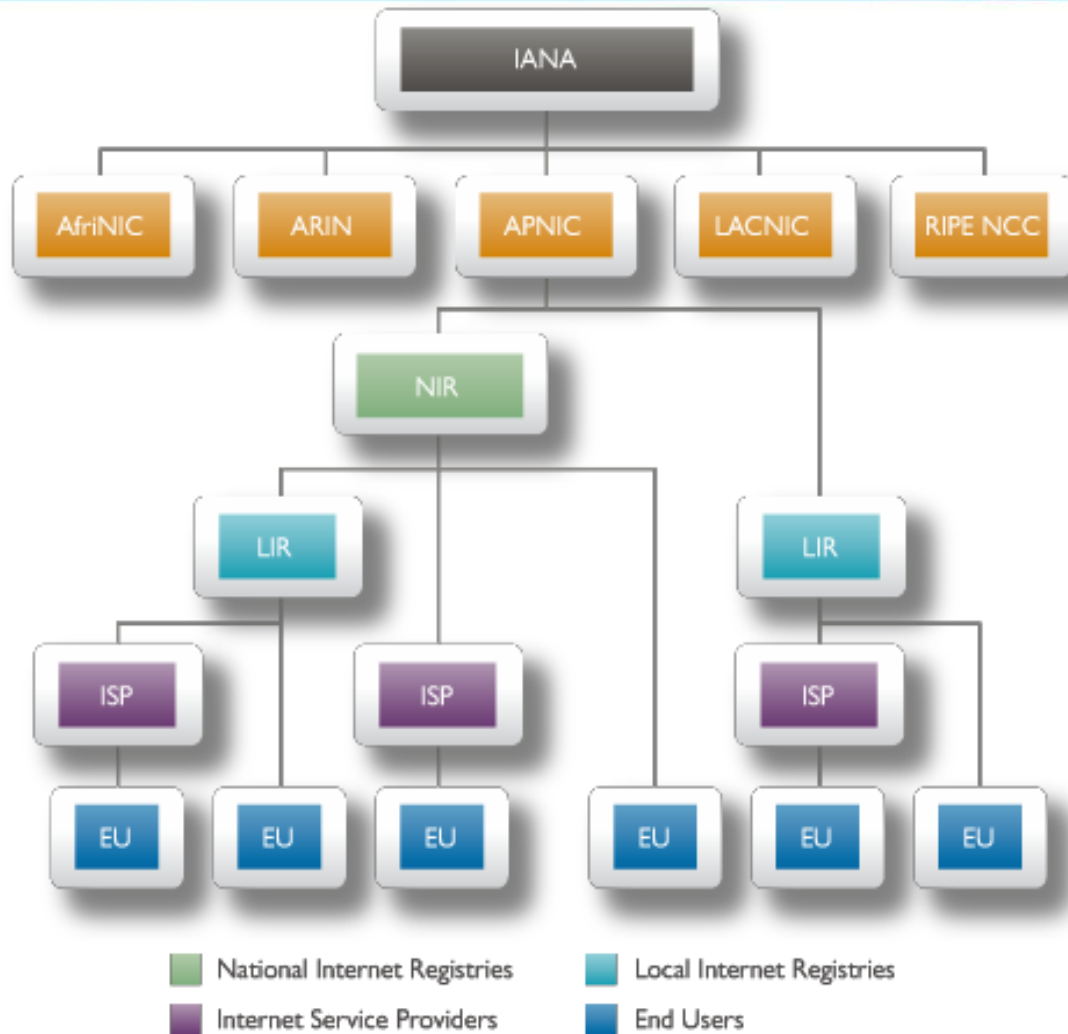 IANA
AfriNIC ARIN APNIC LACNIC RIPE NCC
NIR
LIR LIR
ISP ISP ISP
EU EU EU EU EU EU
National Internet Registries Local Internet Registries
Internet Service Providers End Users